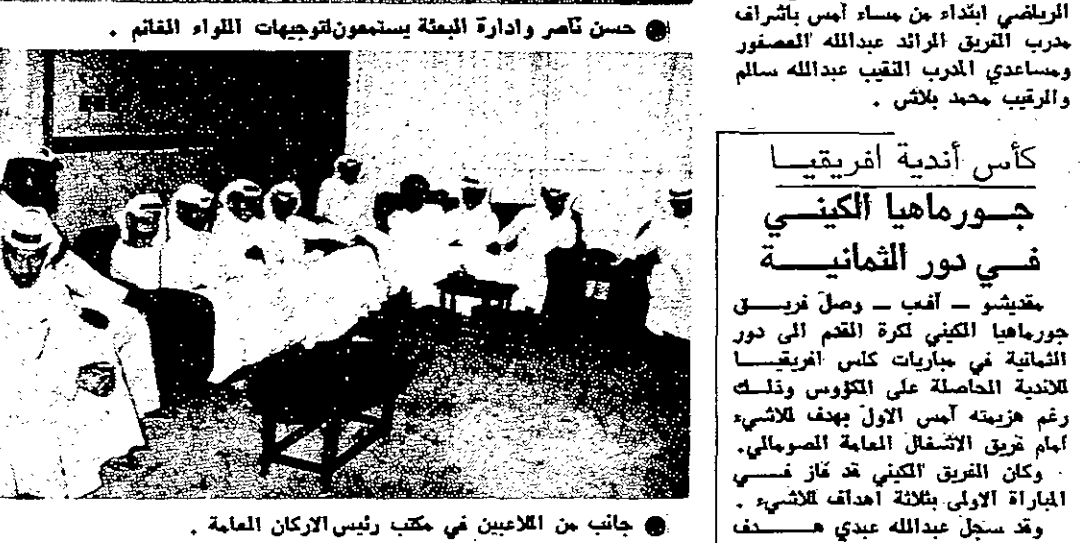 الرياضي ابتداء من مساء أمس باشراف
مدرب الفريق الرائد عبدالله العصفور
ومساعدي المدرب النقيب عبدالله سالم
والرقيب محمد بلاش .
حسن ناصر وادارة البعثة يستمعون لتوجيهات اللواء الغانم .
جانب من اللاعبين في مكتب رئيس الاركان العامة .
كأس أندية افريقيا
جورماهيا الكيني
في دور الثمانية
مقديشو ــ أ.ف.ب ــ وصل فريق
جورماهيا الكيني لكرة القدم الى دور
الثمانية في مباريات كأس افريقيا
للاندية الحاصلة على الكؤوس وذلك
رغم هزيمته أمس الاول بهدف للاشيء
أمام فريق الاشغال العامة الصومالي.
وكان الفريق الكيني قد فاز في
المباراة الاولى بثلاثة اهداف للاشيء .
وقد سجل عبدالله عبدي هدف